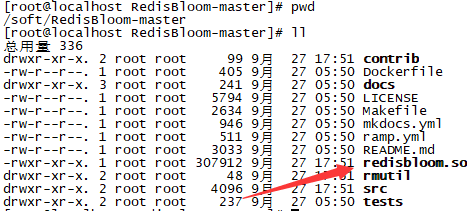 [root@localhost RedisBloom-master]# pwd
/soft/RedisBloom-master
[root@localhost RedisBloom-master]# ll
总用量 336
drwxr-xr-x. 2 root root 99 9月 27 17:51 contrib
-rw-r--r--. 1 root root 405 9月 27 05:50 Dockerfile
drwxr-xr-x. 3 root root 241 9月 27 05:50 docs
-rw-r--r--. 1 root root 5794 9月 27 05:50 LICENSE
-rw-r--r--. 1 root root 2634 9月 27 05:50 Makefile
-rw-r--r--. 1 root root 946 9月 27 05:50 mkdocs.yml
-rw-r--r--. 1 root root 511 9月 27 05:50 ramp.yml
-rw-r--r--. 1 root root 3033 9月 27 05:50 README.md
-rwxr-xr-x. 1 root root 307912 9月 27 17:51 redisbloom.so
drwxr-xr-x. 2 root root 48 9月 27 17:51 rmutil
drwxr-xr-x. 2 root root 4096 9月 27 17:51 src
drwxr-xr-x. 2 root root 237 9月 27 05:50 tests